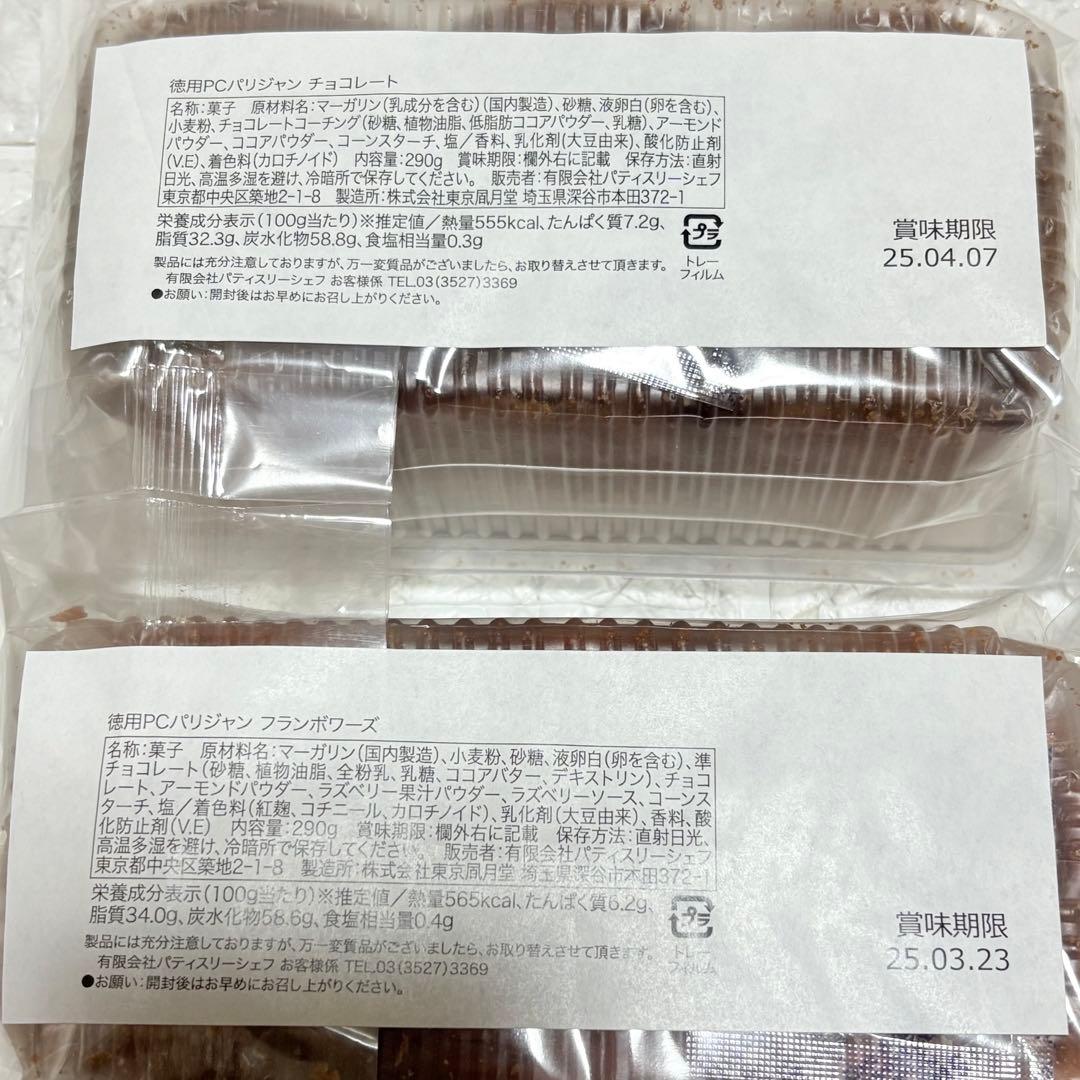 徳用PCパリジャン チョコレート
名称:菓子 原材料名:マーガリン(乳成分を含む)(国内製造)、砂糖、液卵白(卵を含む)、
小麦粉、チョコレートコーチング(砂糖、植物油脂、低脂肪ココアパウダー、乳糖)、アーモンド
パウダー、ココアパウダー、コーンスターチ、塩/香料、乳化剤(大豆由来)、酸化防止剤
(V.E)、着色料(カロチノイド) 内容量:290g 賞味期限:欄外右に記載 保存方法:直射
日光、高温多湿を避け、冷暗所で保存してください。 販売者:有限会社パティスリーシェフ
東京都中央区築地2-1-8 製造所:株式会社東京凮月堂 埼玉県深谷市本田372-1
栄養成分表示(100g当たり)※推定値/熱量555kcal、たんぱく質7.2g、
脂質32.3g、炭水化物58.8g、食塩相当量0.3g
製品には充分注意しておりますが、万一変質品がございましたら、お取り替えさせて頂きます。
有限会社パティスリーシェフ お客様係 TEL.03(3527)3369
●お願い:開封後はお早めにお召し上がりください。
プラ
トレー
フィルム
賞味期限
25.04.07
徳用PCパリジャン フランボワーズ
名称:菓子 原材料名:マーガリン(国内製造)、小麦粉、砂糖、液卵白(卵を含む)、準
チョコレート(砂糖、植物油脂、全粉乳、乳糖、ココアバター、デキストリン)、チョコ
レート、アーモンドパウダー、ラズベリー果汁パウダー、ラズベリーソース、コーンス
ターチ、塩/着色料(紅麹、コチニール、カロチノイド)、乳化剤(大豆由来)、香料、酸
化防止剤(V.E) 内容量:290g 賞味期限:欄外右に記載 保存方法:直射日光、
高温多湿を避け、冷暗所で保存してください。 販売者:有限会社パティスリーシェフ
東京都中央区築地2-1-8 製造所:株式会社東京凮月堂 埼玉県深谷市本田372-1
栄養成分表示(100g当たり)※推定値/熱量565kcal、たんぱく質6.2g、
脂質34.0g、炭水化物58.6g、食塩相当量0.4g
製品には充分注意しておりますが、万一変質品がございましたら、お取り替えさせて頂きます。
有限会社パティスリーシェフ お客様係 TEL.03(3527)3369
●お願い:開封後はお早めにお召し上がりください。
プラ
トレー
フィルム
賞味期限
25.03.23